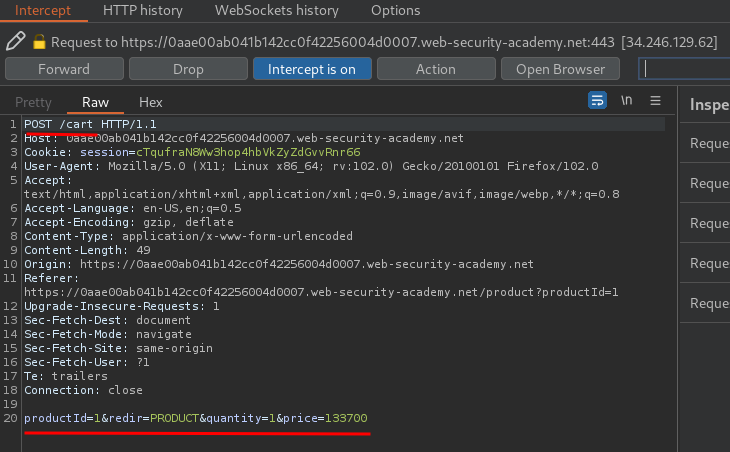 Intercept HTTP history WebSockets history Options
Request to https://0aae00ab041b142cc0f42256004d0007.web-security-academy.net:443 [34.246.129.62]
Forward Drop Intercept is on Action Open Browser
Pretty Raw Hex \n Inspe
1 POST /cart HTTP/1.1
2 Host: 0aae00ab041b142cc0f42256004d0007.web-security-academy.net
3 Cookie: session=cTqufraN8Ww3hop4hbVkZyZdGvvRnr66
4 User-Agent: Mozilla/5.0 (X11; Linux x86_64; rv:102.0) Gecko/20100101 Firefox/102.0
5 Accept:
text/html,application/xhtml+xml,application/xml;q=0.9,image/avif,image/webp,*/*;q=0.8
6 Accept-Language: en-US,en;q=0.5
7 Accept-Encoding: gzip, deflate
8 Content-Type: application/x-www-form-urlencoded
9 Content-Length: 49
10 Origin: https://0aae00ab041b142cc0f42256004d0007.web-security-academy.net
11 Referer:
https://0aae00ab041b142cc0f42256004d0007.web-security-academy.net/product?productId=1
12 Upgrade-Insecure-Requests: 1
13 Sec-Fetch-Dest: document
14 Sec-Fetch-Mode: navigate
15 Sec-Fetch-Site: same-origin
16 Sec-Fetch-User: ?1
17 Te: trailers
18 Connection: close
19
20 productId=1&redir=PRODUCT&quantity=1&price=133700
Reque
Reque
Reque
Reque
Reque